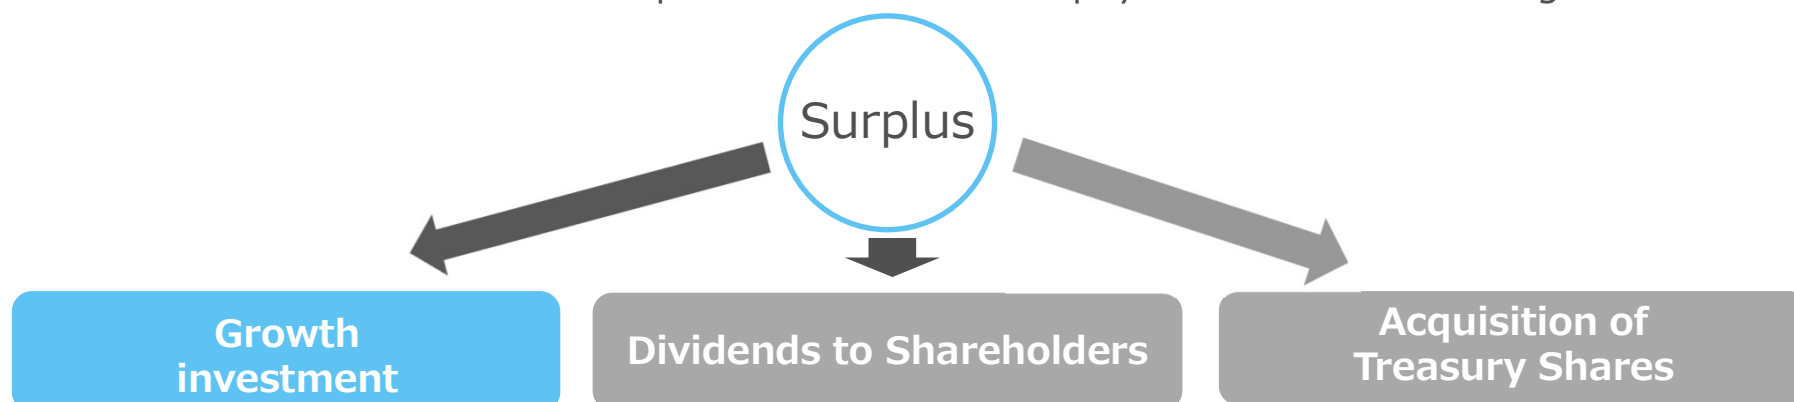 Surplus
Growth
investment
Dividends to Shareholders
Acquisition of
Treasury Shares